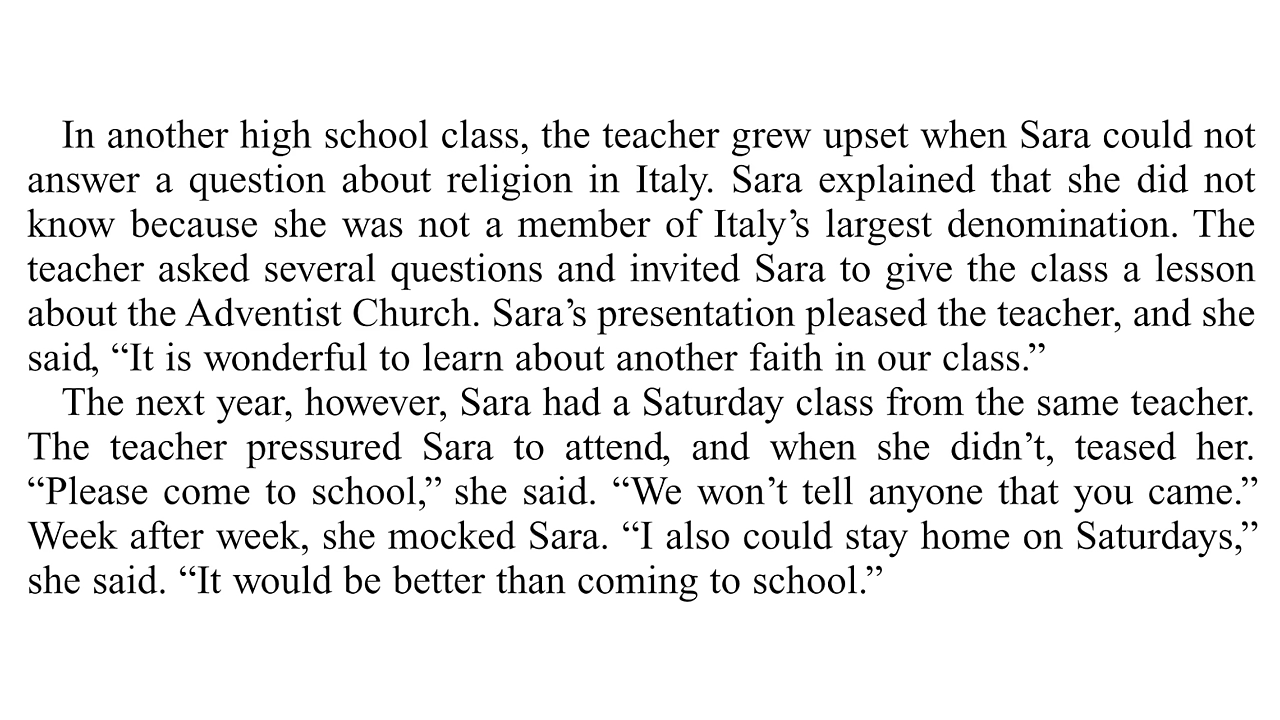 In another high school class, the teacher grew upset when Sara could not
answer a question about religion in Italy. Sara explained that she did not
know because she was not a member of Italy’s largest denomination. The
teacher asked several questions and invited Sara to give the class a lesson
about the Adventist Church. Sara’s presentation pleased the teacher, and she
said, “It is wonderful to learn about another faith in our class.”
The next year, however, Sara had a Saturday class from the same teacher.
The teacher pressured Sara to attend, and when she didn’t, teased her.
“Please come to school,” she said. “We won’t tell anyone that you came.”
Week after week, she mocked Sara. “I also could stay home on Saturdays,”
she said. “It would be better than coming to school.”